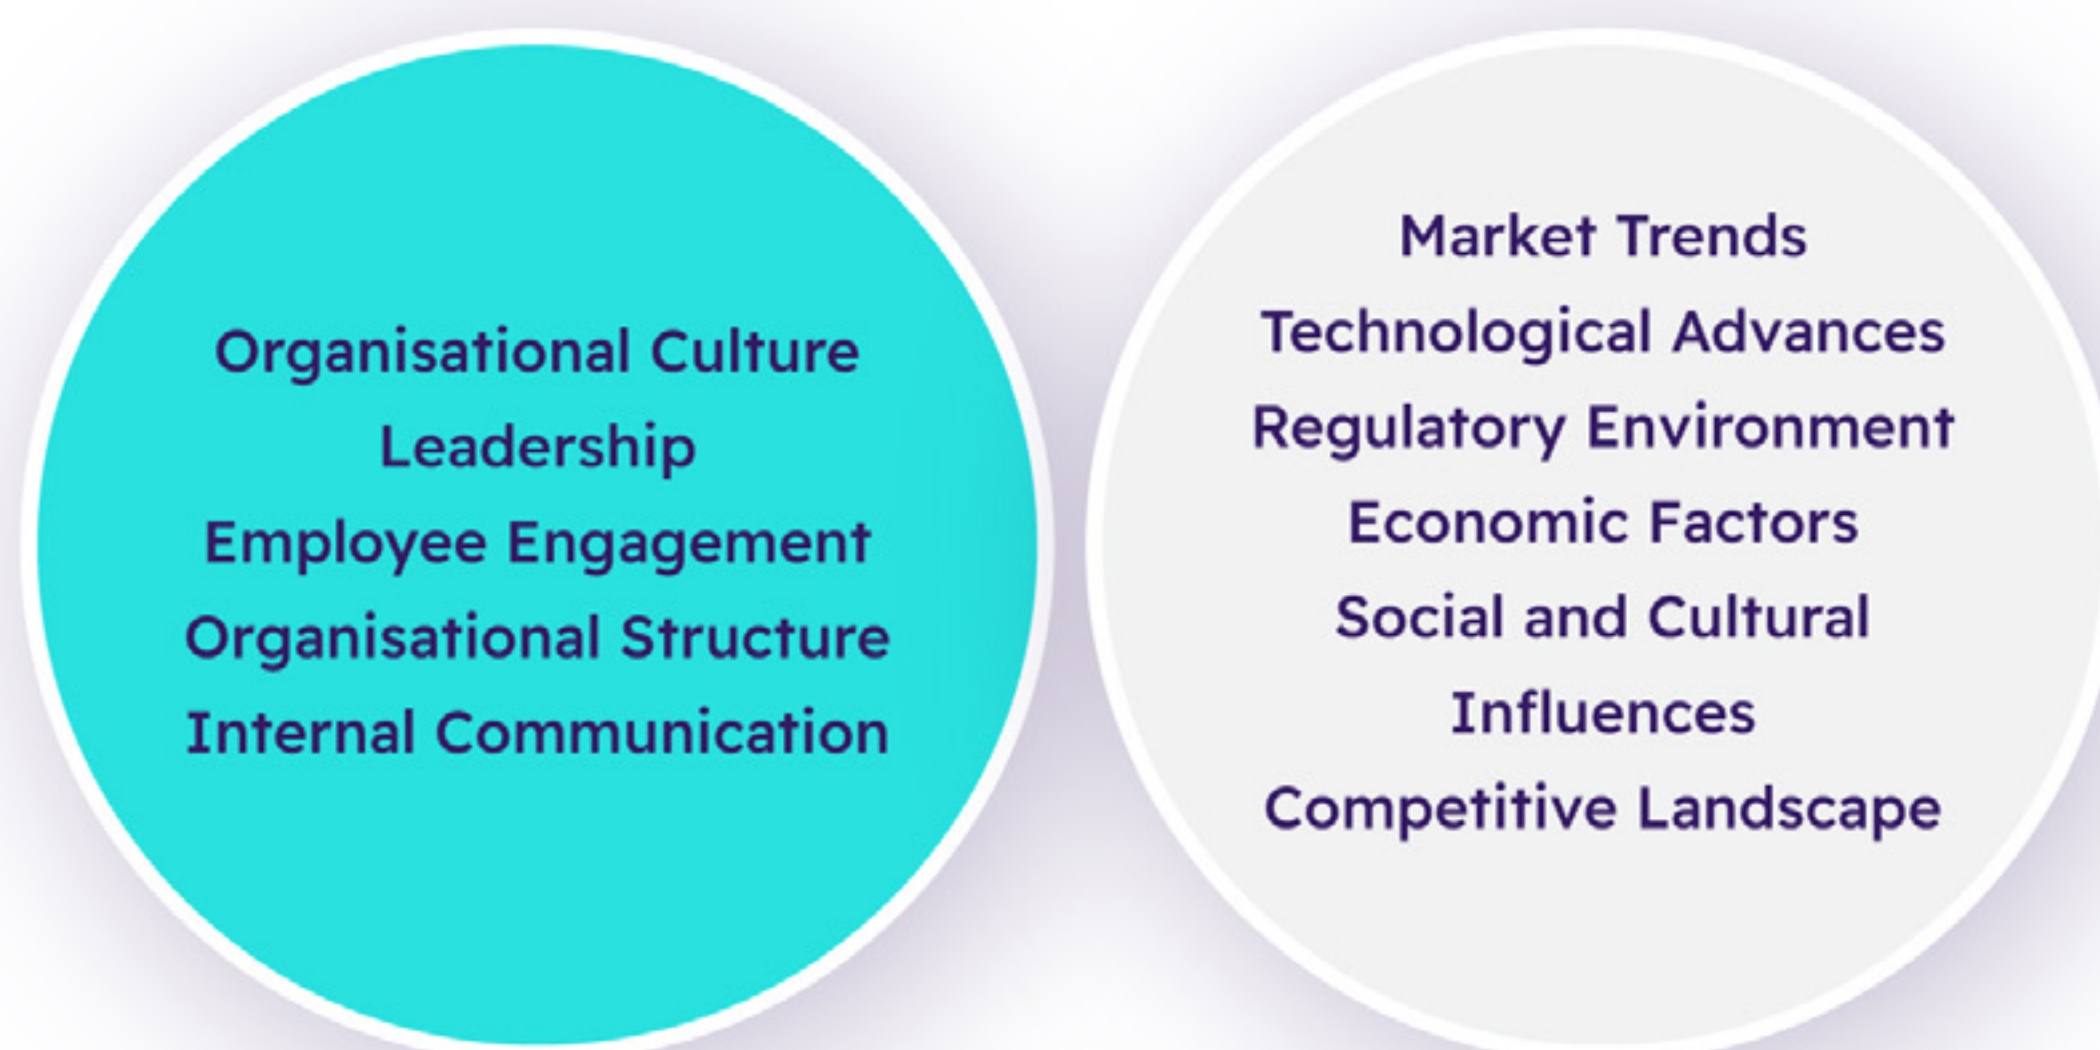 Organisational Culture
Leadership
Employee Engagement
Organisational Structure
Internal Communication
Market Trends
Technological Advances
Regulatory Environment
Economic Factors
Social and Cultural
Influences
Competitive Landscape